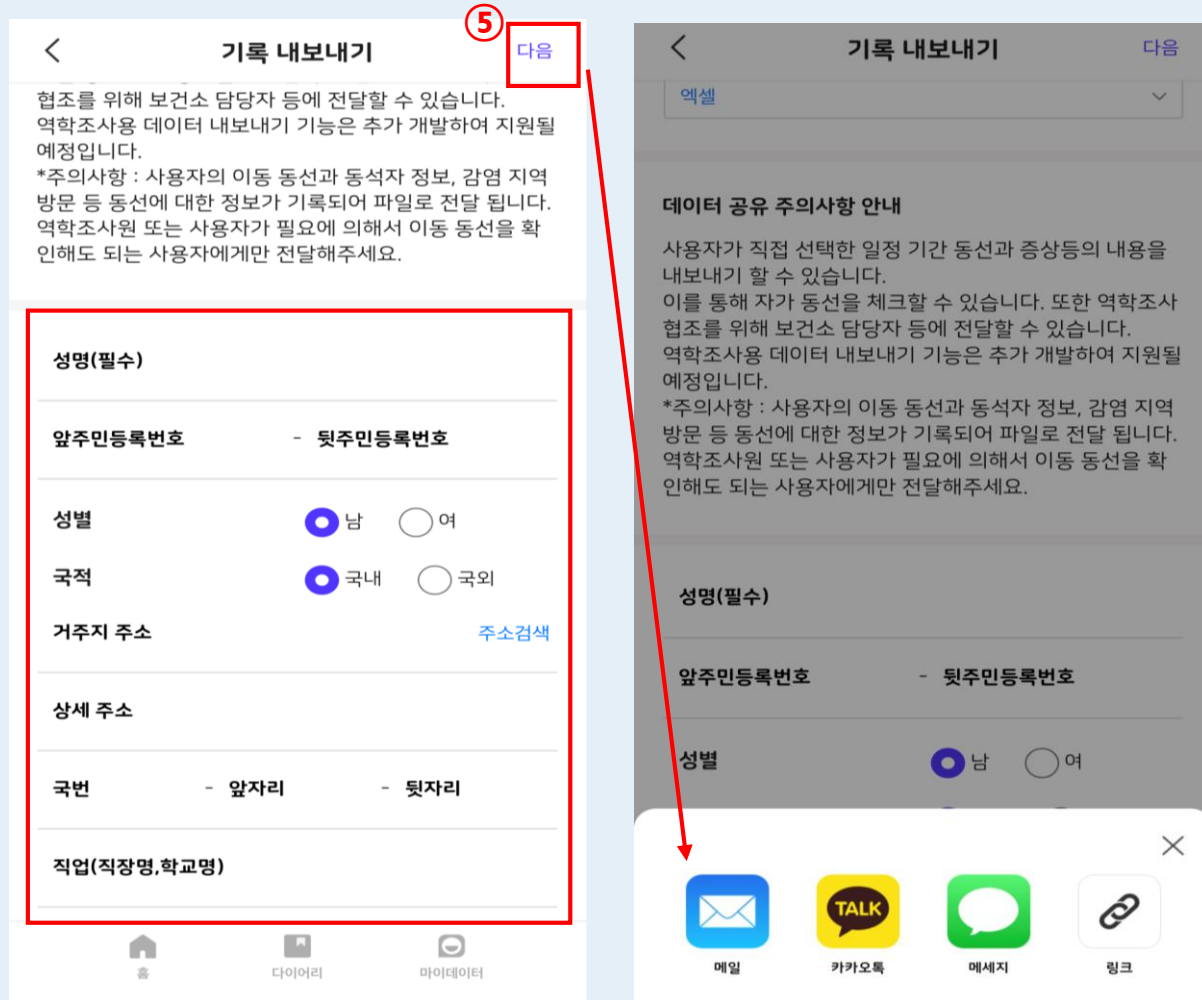 ⑤
기록 내보내기
다음
협조를 위해 보건소 담당자 등에 전달할 수 있습니다.
역학조사용 데이터 내보내기 기능은 추가 개발하여 지원될
예정입니다.
*주의사항 : 사용자의 이동 동선과 동석자 정보, 감염 지역
방문 등 동선에 대한 정보가 기록되어 파일로 전달 됩니다.
역학조사원 또는 사용자가 필요에 의해서 이동 동선을 확
인해도 되는 사용자에게만 전달해주세요.
성명(필수)
앞주민등록번호 - 뒷주민등록번호
성별 남 여
국적 국내 국외
거주지 주소 주소검색
상세 주소
국번 - 앞자리 - 뒷자리
직업(직장명,학교명)
홈 다이어리 마이데이터
기록 내보내기
다음
엑셀
데이터 공유 주의사항 안내
사용자가 직접 선택한 일정 기간 동선과 증상등의 내용을
내보내기 할 수 있습니다.
이를 통해 자가 동선을 체크할 수 있습니다. 또한 역학조사
협조를 위해 보건소 담당자 등에 전달할 수 있습니다.
역학조사용 데이터 내보내기 기능은 추가 개발하여 지원될
예정입니다.
*주의사항 : 사용자의 이동 동선과 동석자 정보, 감염 지역
방문 등 동선에 대한 정보가 기록되어 파일로 전달 됩니다.
역학조사원 또는 사용자가 필요에 의해서 이동 동선을 확
인해도 되는 사용자에게만 전달해주세요.
성명(필수)
앞주민등록번호 - 뒷주민등록번호
성별 남 여
TALK
메일 카카오톡 메세지 링크